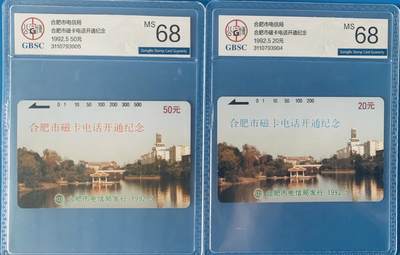 GBSC
合肥市电信局
合肥市磁卡电话开通纪念
1992.5 50元
3110793905
MS 68
0 1 10 50 100 200 300 500
50元
合肥市磁卡电话开通纪念
合肥市电信局发行 1992.5
GBSC
合肥市电信局
合肥市磁卡电话开通纪念
1992.5 20元
3110793904
MS 68
0 1 10 50 100 200
20元
合肥市磁卡电话开通纪念
合肥市电信局发行 1992.5